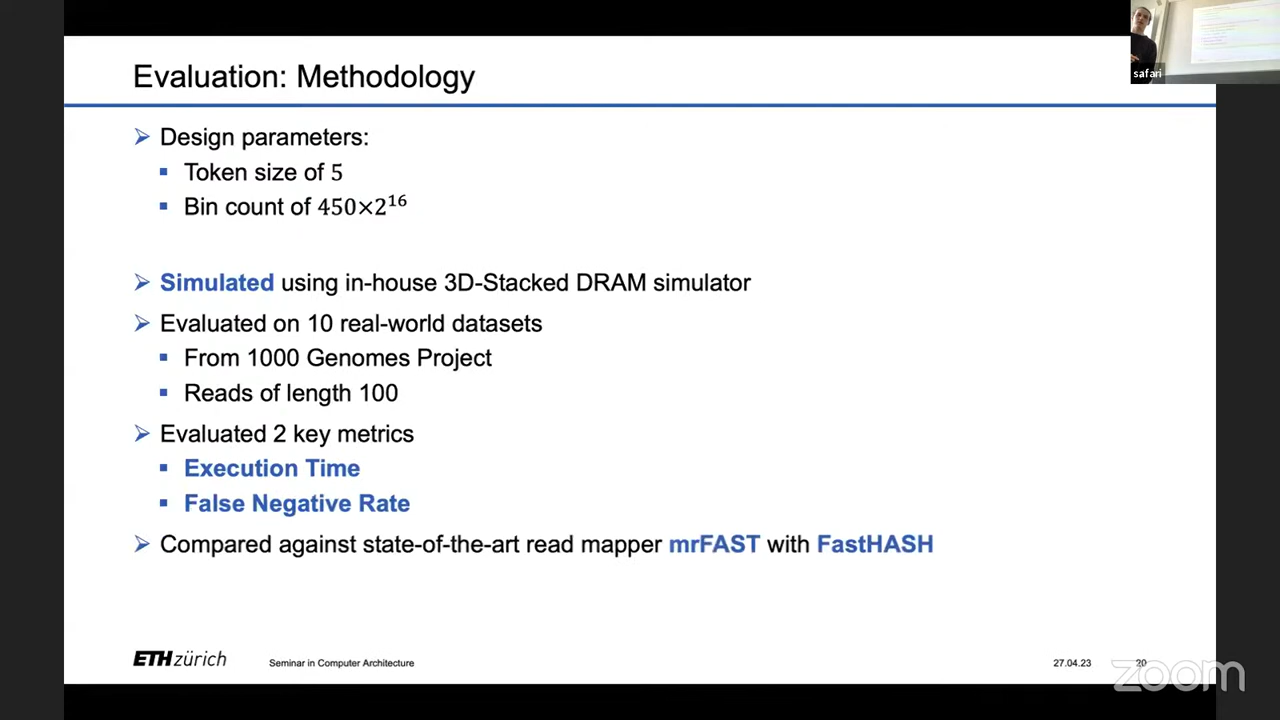 safari
Evaluation: Methodology
Design parameters:
Token size of 5
Bin count of 450×2¹⁶
Simulated using in-house 3D-Stacked DRAM simulator
Evaluated on 10 real-world datasets
From 1000 Genomes Project
Reads of length 100
Evaluated 2 key metrics
Execution Time
False Negative Rate
Compared against state-of-the-art read mapper mrFAST with FastHASH
ETH zürich
Seminar in Computer Architecture
27.04.23
20
zoom